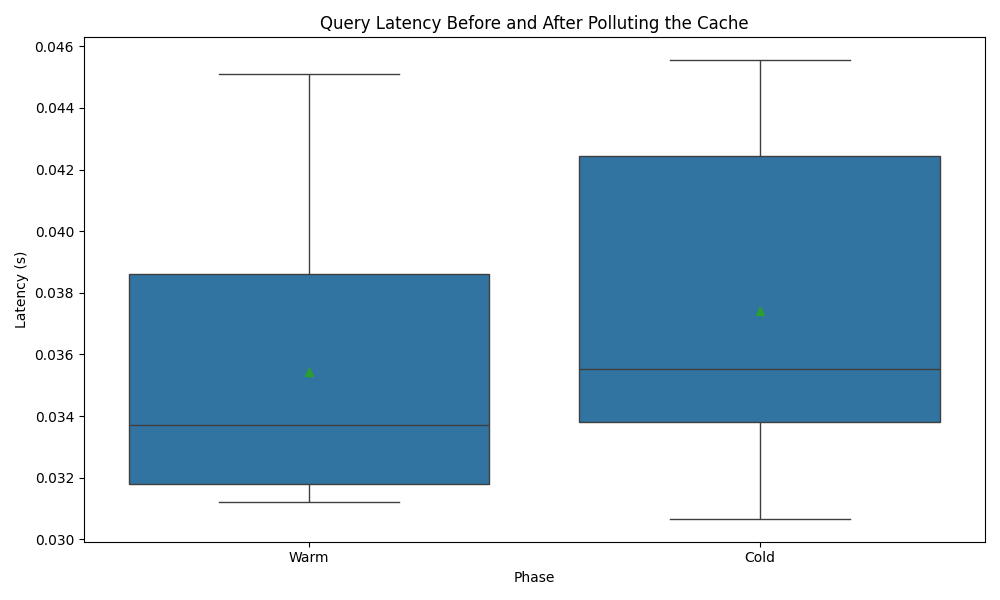 Query Latency Before and After Polluting the Cache
0.046
0.044
0.042
0.040
0.038
0.036
0.034
0.032
0.030
Latency (s)
Warm
Cold
Phase